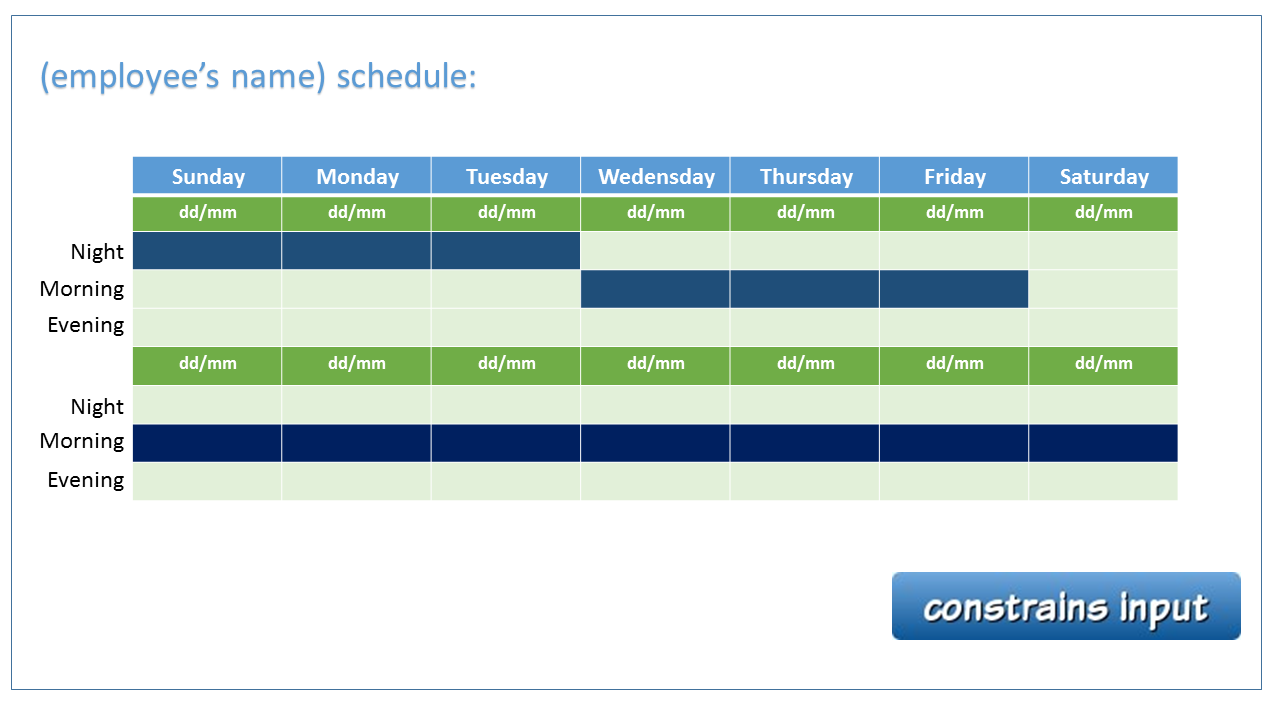 (employee’s name) schedule:
Sunday Monday Tuesday Wedensday Thursday Friday Saturday
dd/mm dd/mm dd/mm dd/mm dd/mm dd/mm dd/mm
Night
Morning
Evening
dd/mm dd/mm dd/mm dd/mm dd/mm dd/mm dd/mm
Night
Morning
Evening
constrains input